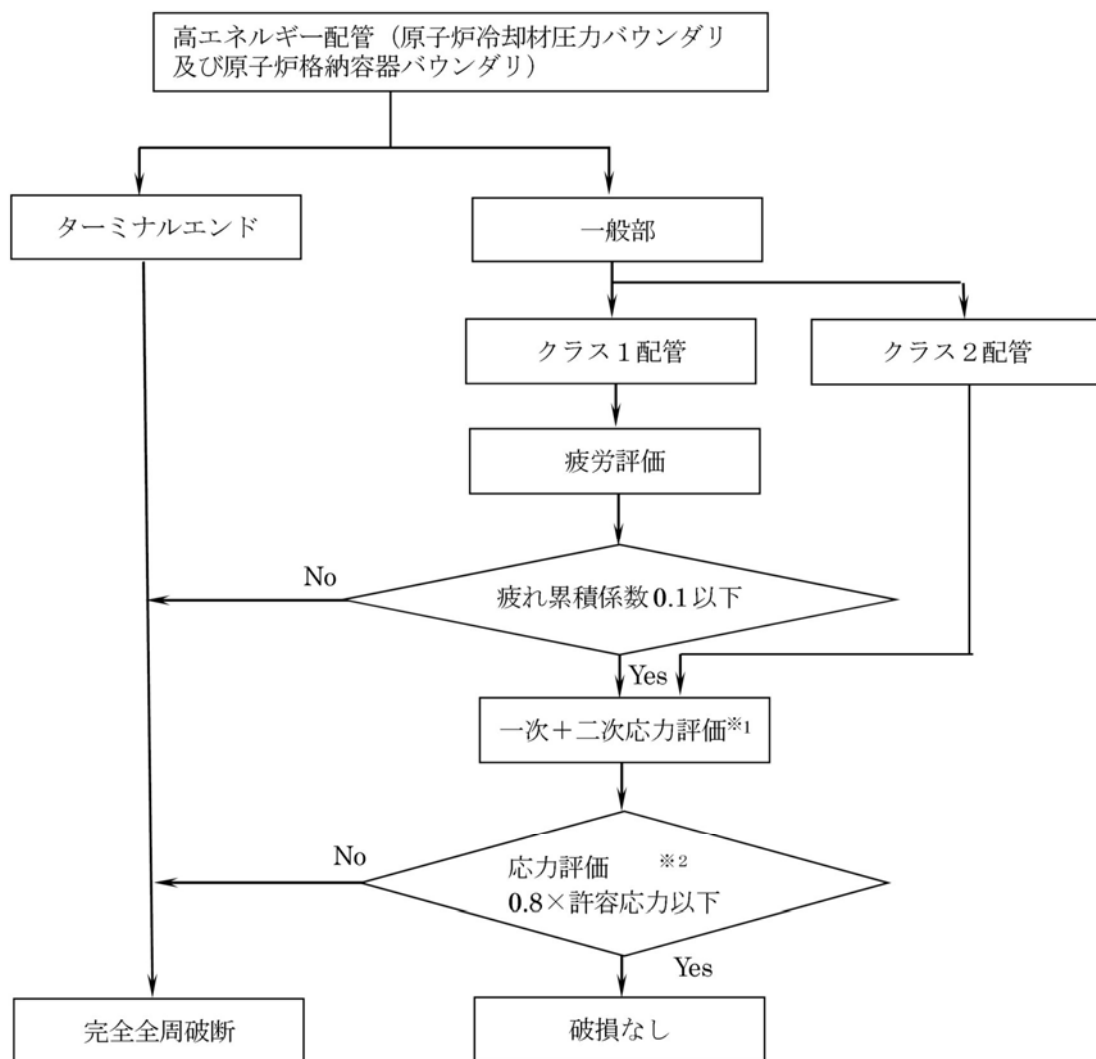 高エネルギー配管（原子炉冷却材圧力バウンダリ
及び原子炉格納容器バウンダリ）
ターミナルエンド
一般部
クラス１配管
クラス２配管
疲労評価
No
疲れ累積係数 0.1 以下
Yes
一次＋二次応力評価※1
No
応力評価 ※2
0.8×許容応力以下
Yes
完全全周破断
破損なし